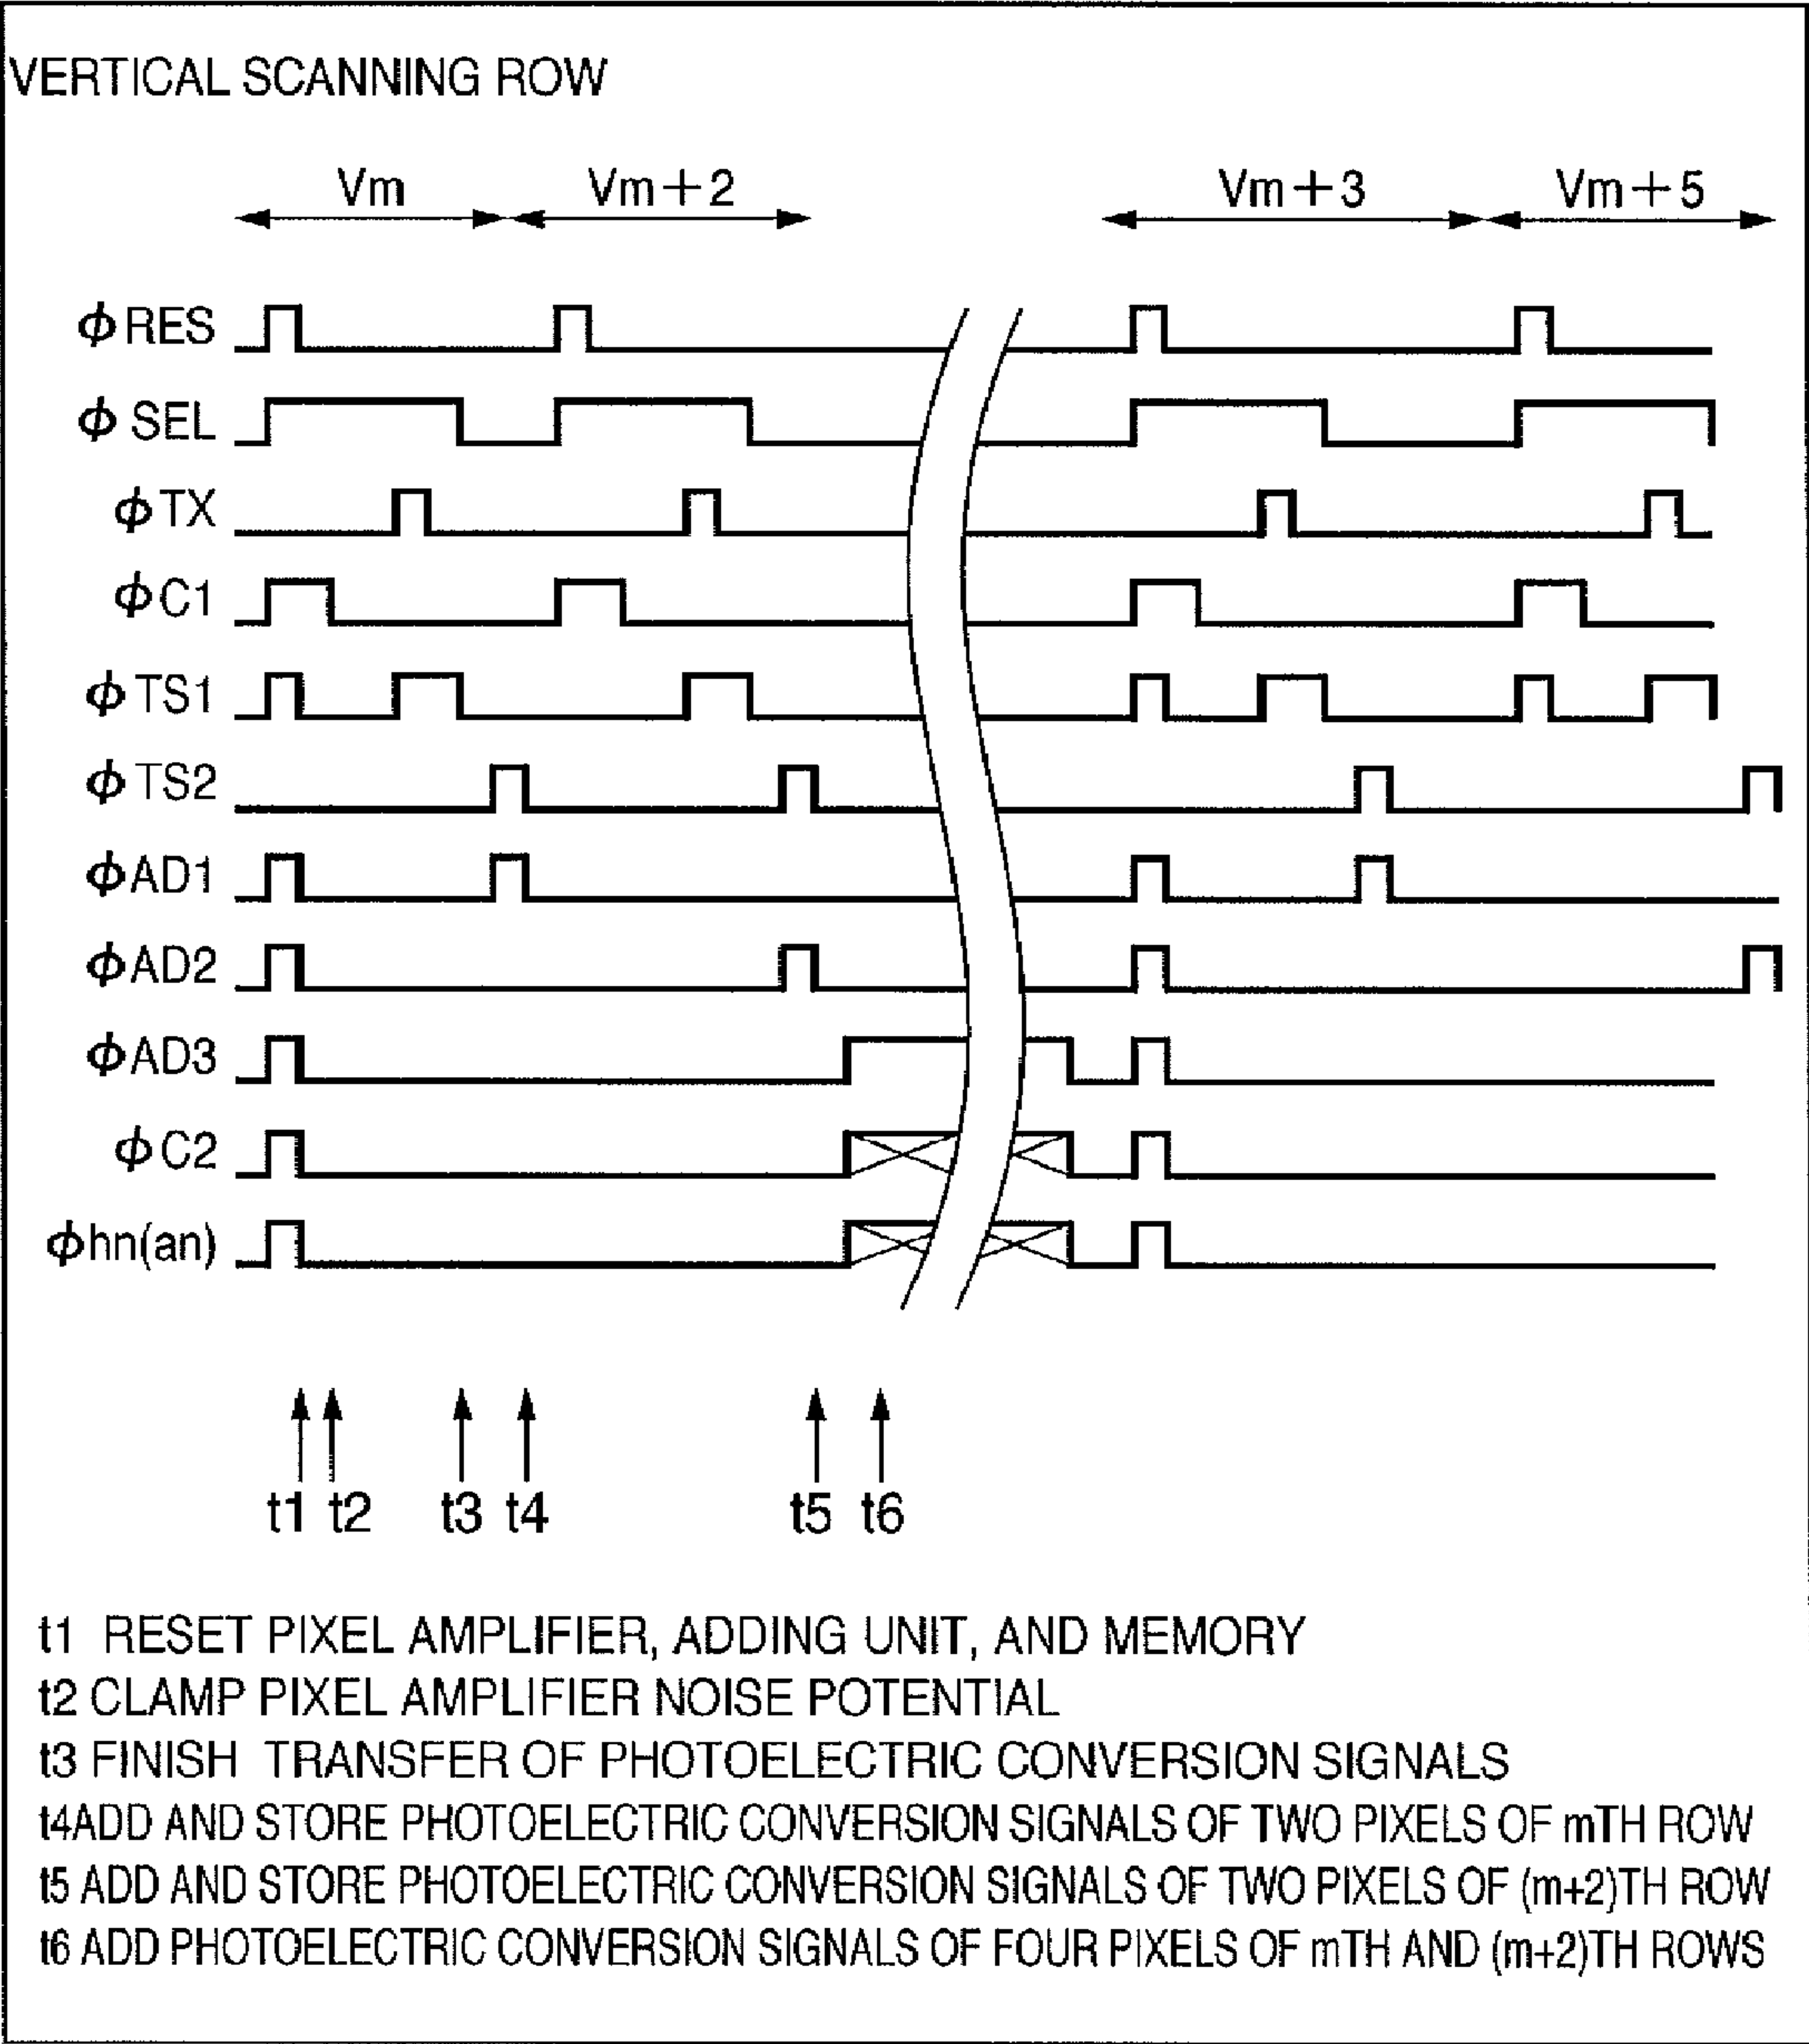 VERTICAL SCANNING ROW
Vm Vm+2 Vm+3 Vm+5
ϕRES
ϕSEL
ϕTX
ϕC1
ϕTS1
ϕTS2
ϕAD1
ϕAD2
ϕAD3
ϕC2
ϕhn(an)
t1 t2 t3 t4 t5 t6
t1 RESET PIXEL AMPLIFIER, ADDING UNIT, AND MEMORY
t2 CLAMP PIXEL AMPLIFIER NOISE POTENTIAL
t3 FINISH TRANSFER OF PHOTOELECTRIC CONVERSION SIGNALS
t4ADD AND STORE PHOTOELECTRIC CONVERSION SIGNALS OF TWO PIXELS OF mTH ROW
t5 ADD AND STORE PHOTOELECTRIC CONVERSION SIGNALS OF TWO PIXELS OF (m+2)TH ROW
t6 ADD PHOTOELECTRIC CONVERSION SIGNALS OF FOUR PIXELS OF mTH AND (m+2)TH ROWS